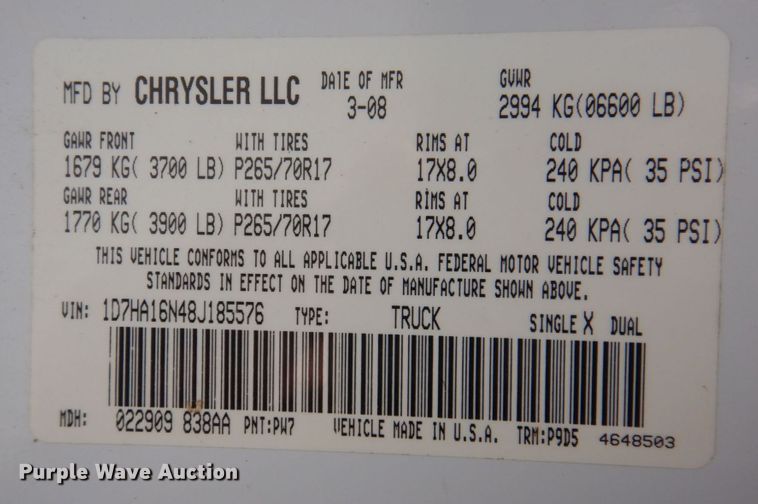 MFD BY CHRYSLER LLC DATE OF MFR GVWR
3-08 2994 KG(06600 LB)
GAWR FRONT WITH TIRES RIMS AT COLD
1679 KG( 3700 LB) P265/70R17 17X8.0 240 KPA( 35 PSI)
GAWR REAR WITH TIRES RIMS AT COLD
1770 KG( 3900 LB) P265/70R17 17X8.0 240 KPA( 35 PSI)
THIS VEHICLE CONFORMS TO ALL APPLICABLE U.S.A. FEDERAL MOTOR VEHICLE SAFETY
STANDARDS IN EFFECT ON THE DATE OF MANUFACTURE SHOWN ABOVE.
VIN: 1D7HA16N48J185576 TYPE: TRUCK SINGLE X DUAL
MDH: 022909 838AA PNT:PW7 VEHICLE MADE IN U.S.A. TRM:P9D5 4648503
Purple Wave Auction